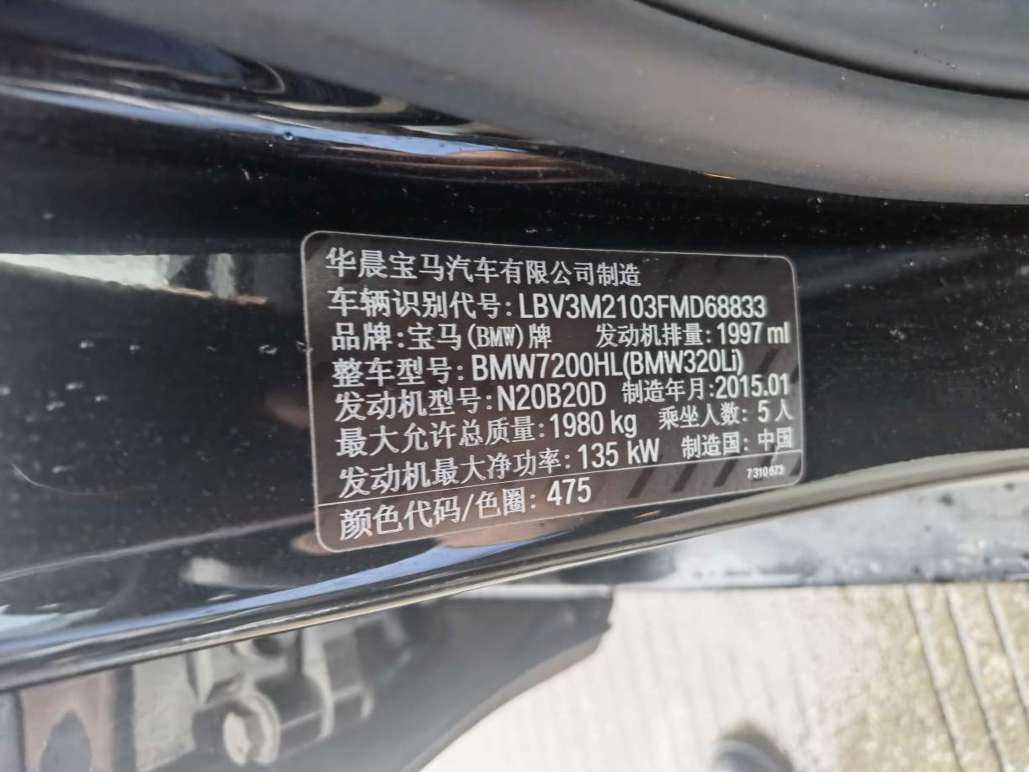 华晨宝马汽车有限公司制造
车辆识别代号: LBV3M2103FMD68833
品牌: 宝马(BMW)牌 发动机排量: 1997 ml
整车型号: BMW7200HL(BMW320Li)
发动机型号: N20B20D 制造年月: 2015.01
最大允许总质量: 1980 kg 乘坐人数: 5 人
发动机最大净功率: 135 kW 制造国: 中国
7310673
颜色代码/色圈: 475